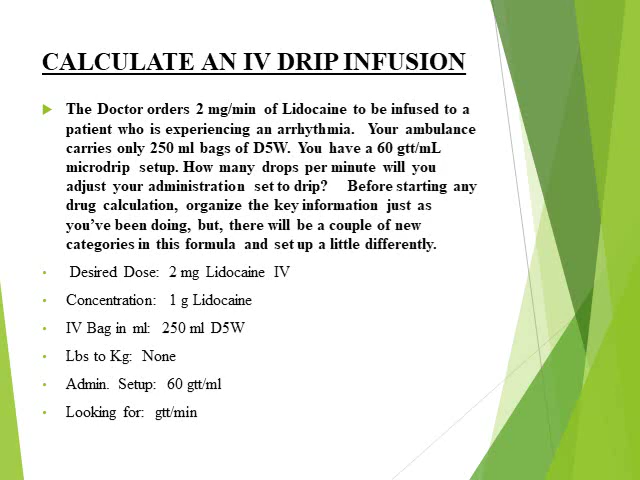 CALCULATE AN IV DRIP INFUSION
The Doctor orders 2 mg/min of Lidocaine to be infused to a
patient who is experiencing an arrhythmia. Your ambulance
carries only 250 ml bags of D5W. You have a 60 gtt/mL
microdrip setup. How many drops per minute will you
adjust your administration set to drip? Before starting any
drug calculation, organize the key information just as
you’ve been doing, but, there will be a couple of new
categories in this formula and set up a little differently.
• Desired Dose: 2 mg Lidocaine IV
• Concentration: 1 g Lidocaine
• IV Bag in ml: 250 ml D5W
• Lbs to Kg: None
• Admin. Setup: 60 gtt/ml
• Looking for: gtt/min